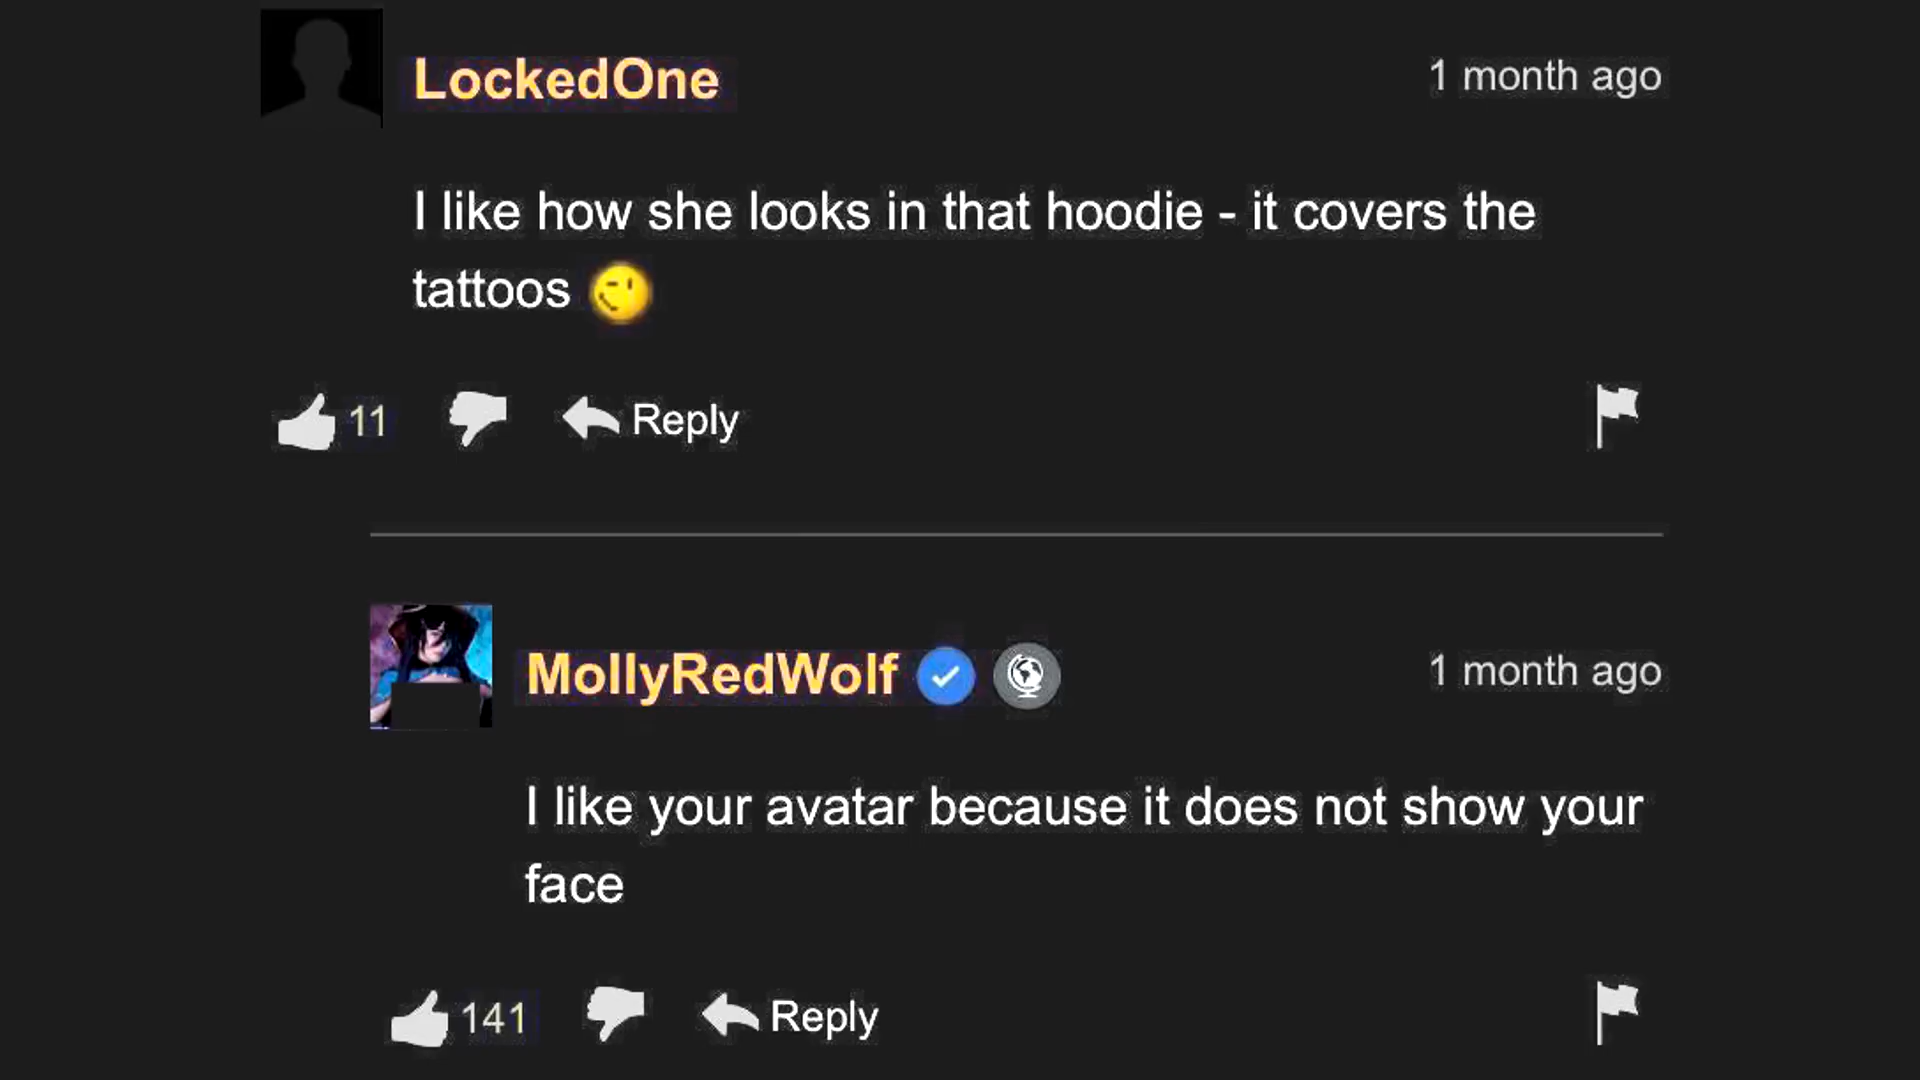 LockedOne
1 month ago
I like how she looks in that hoodie - it covers the
tattoos 😉
11
Reply
MollyRedWolf
1 month ago
I like your avatar because it does not show your
face
141
Reply